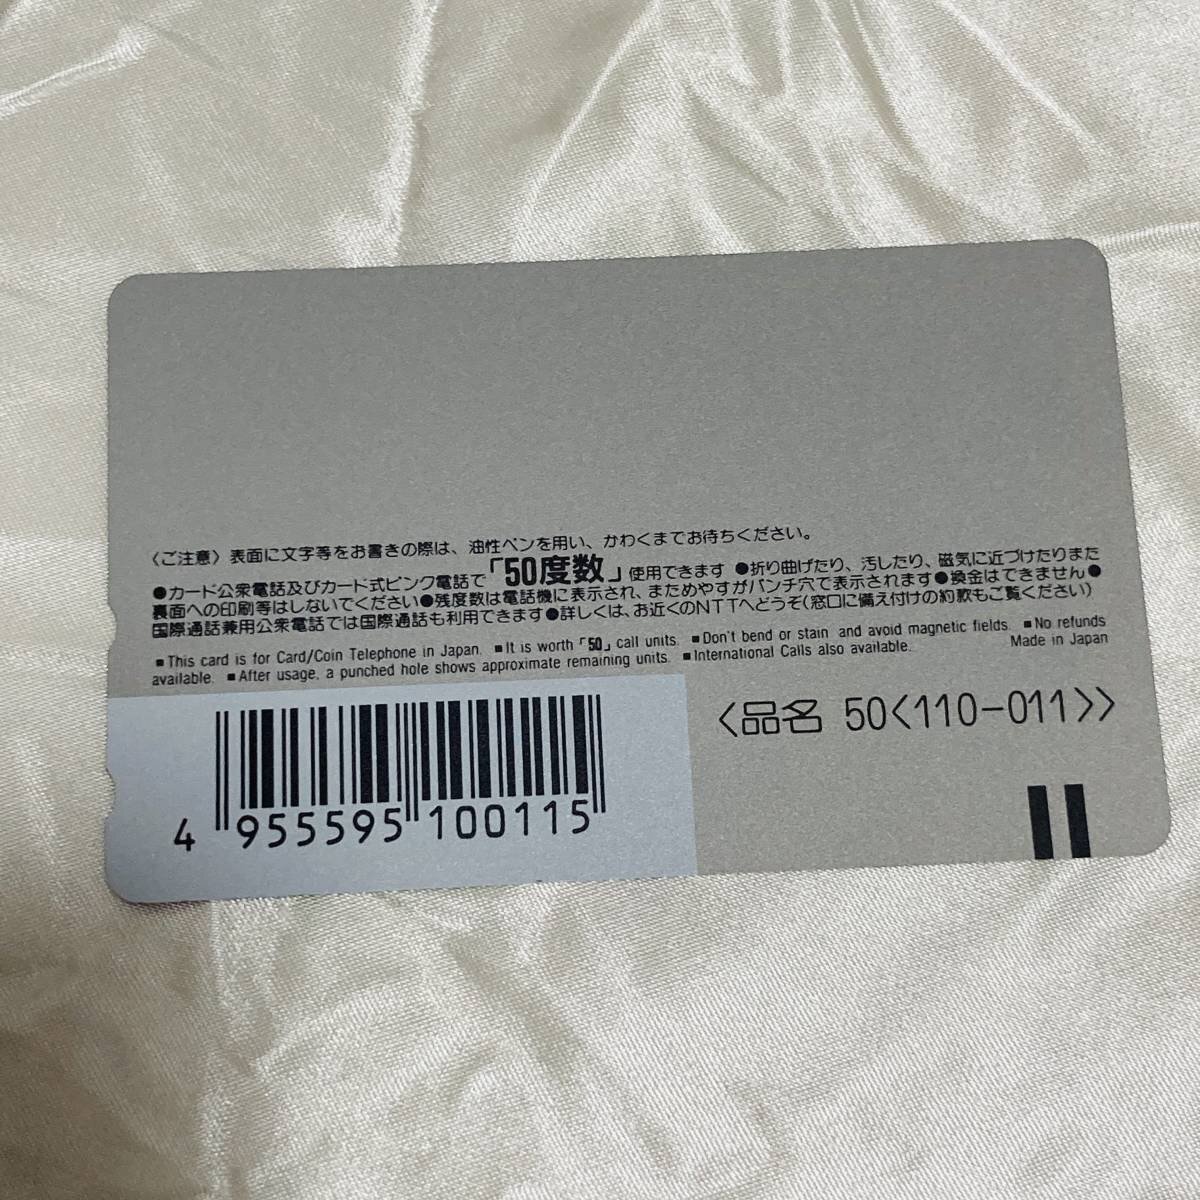 〈ご注意〉表面に文字等をお書きの際は、油性ペンを用い、かわくまでお待ちください。
●カード公衆電話及びカード式ピンク電話で「50度数」使用できます ●折り曲げたり、汚したり、磁気に近づけたりまた
裏面への印刷等はしないでください●残度数は電話機に表示され、まためやすがパンチ穴で表示されます●換金はできません●
国際通話兼用公衆電話では国際通話も利用できます●詳しくは、お近くのNTTへどうぞ(窓口に備え付けの約款もご覧ください)
■This card is for Card/Coin Telephone in Japan. ■It is worth「50」call units. ■Don't bend or stain and avoid magnetic fields. ■No refunds
available. ■After usage, a punched hole shows approximate remaining units. ■International Calls also available. Made in Japan
〈品名 50〈110-011〉〉
4 955595 100115